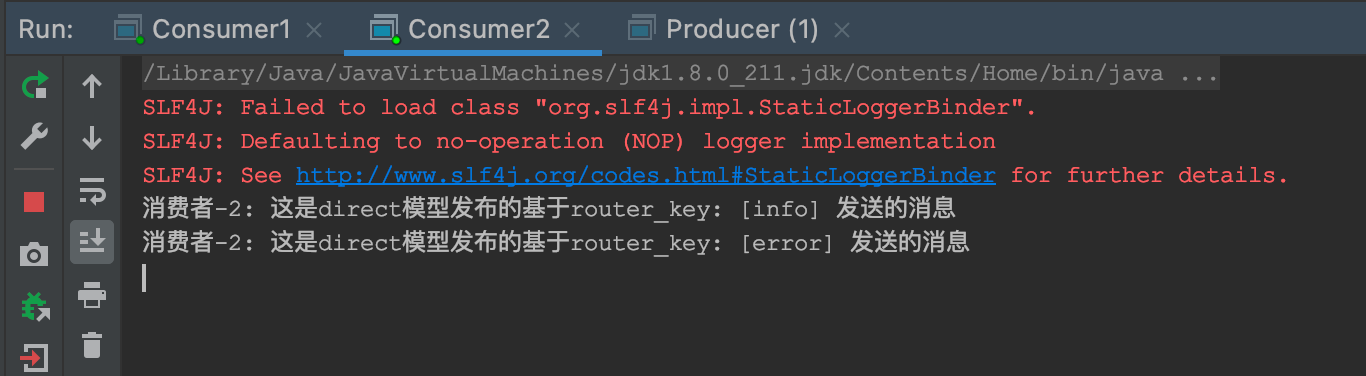 Run: Consumer1 Consumer2 Producer (1)
/Library/Java/JavaVirtualMachines/jdk1.8.0_211.jdk/Contents/Home/bin/java ...
SLF4J: Failed to load class "org.slf4j.impl.StaticLoggerBinder".
SLF4J: Defaulting to no-operation (NOP) logger implementation
SLF4J: See http://www.slf4j.org/codes.html#StaticLoggerBinder for further details.
消费者-2: 这是direct模型发布的基于router_key: [info] 发送的消息
消费者-2: 这是direct模型发布的基于router_key: [error] 发送的消息